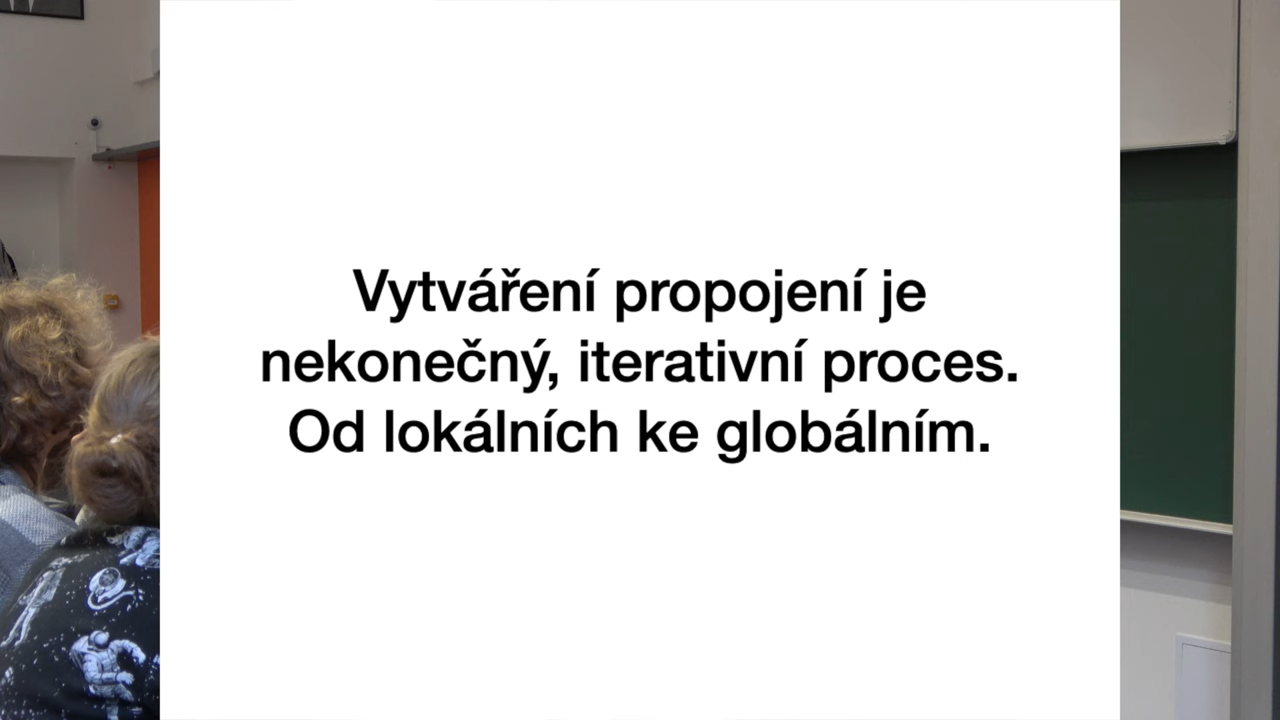 Vytváření propojení je
nekonečný, iterativní proces.
Od lokálních ke globálním.